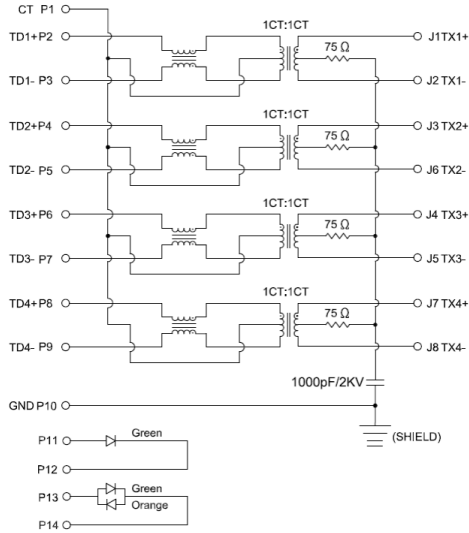 CT P1
1CT:1CT
TD1+P2
75 Ω
J1TX1+
TD1- P3
J2 TX1-
1CT:1CT
TD2+P4
75 Ω
J3 TX2+
TD2- P5
J6 TX2-
1CT:1CT
TD3+P6
75 Ω
J4 TX3+
TD3- P7
J5 TX3-
1CT:1CT
TD4+P8
75 Ω
J7 TX4+
TD4- P9
J8 TX4-
1000pF/2KV
GND P10
(SHIELD)
P11
Green
P12
P13
Green
Orange
P14